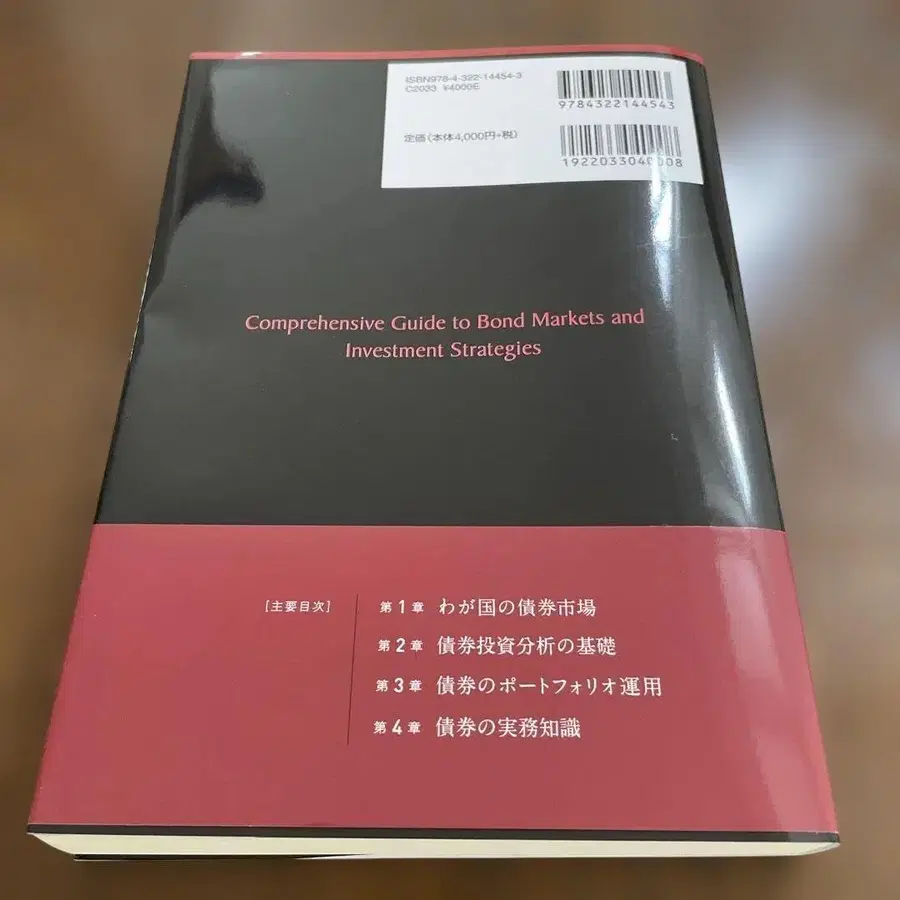 ISBN978-4-322-14454-3
C2033 ¥4000E
9784322144543
定価(本体4,000円+税)
1922033040008
Comprehensive Guide to Bond Markets and
Investment Strategies
[主要目次]
第1章 わが国の債券市場
第2章 債券投資分析の基礎
第3章 債券のポートフォリオ運用
第4章 債券の実務知識